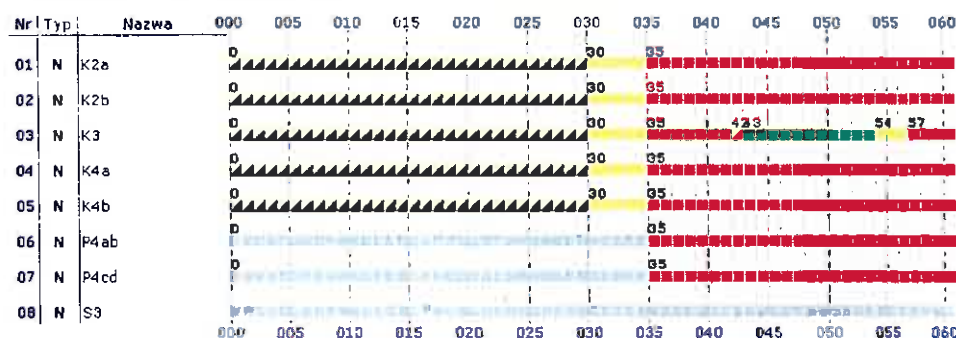 Nr Typ Nazwa 000 005 010 015 020 025 030 035 040 045 050 055 060
0 30 35
01 N K2a
0 30 35
02 N K2b
0 30 35 42 43 54 57
03 N K3
0 30 35
04 N K4a
0 30 35
05 N K4b
0 35
06 N P4ab
0 35
07 N P4cd
08 N S3
000 005 010 015 020 025 030 035 040 045 050 055 060